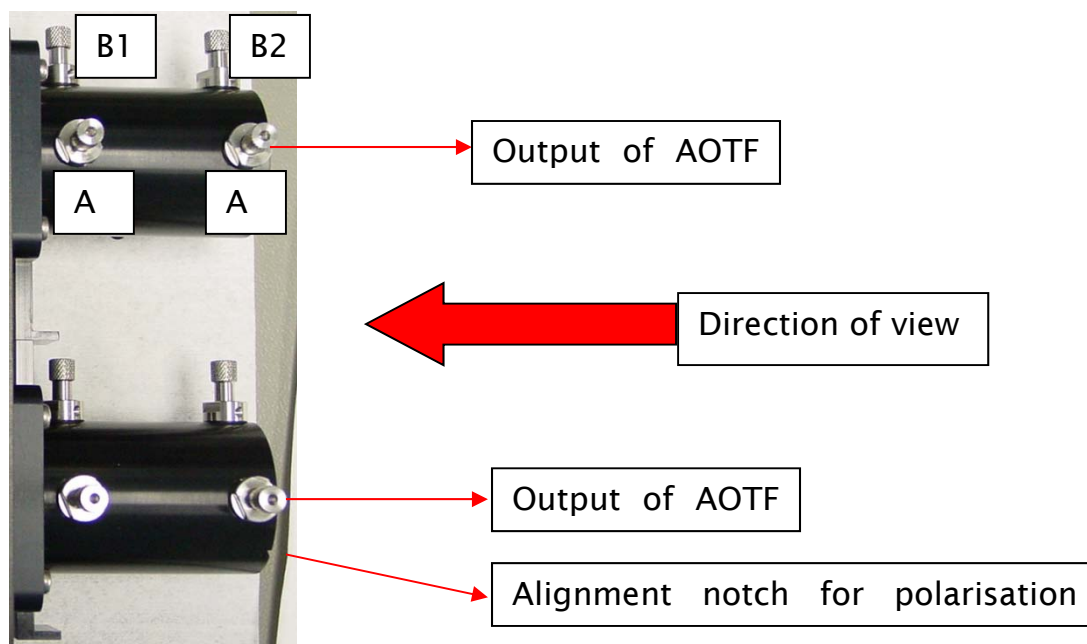 B1
B2
Output of AOTF
A
A
Direction of view
Output of AOTF
Alignment notch for polarisation